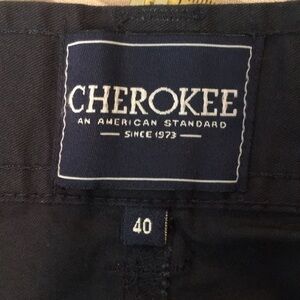 CHEROKEE
AN AMERICAN STANDARD
SINCE 1973
40